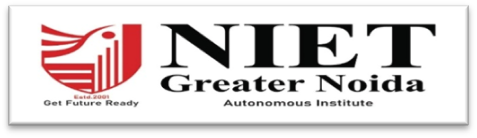 NIET
Greater Noida
Estd.2001
Get Future Ready
Autonomous Institute